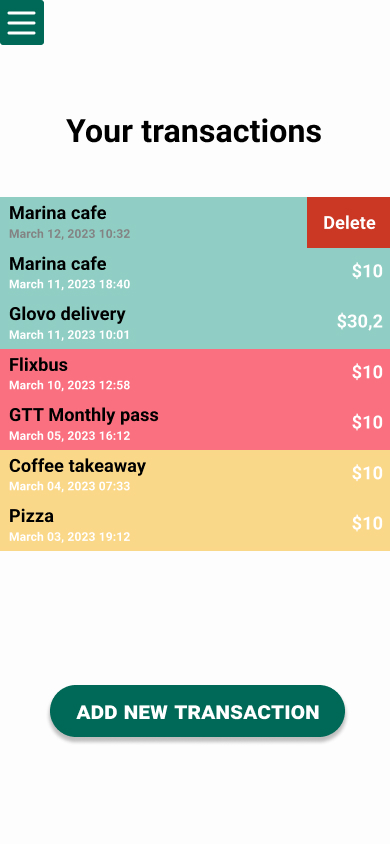 Your transactions
Marina cafe
March 12, 2023 10:32
Delete
Marina cafe
March 11, 2023 18:40
$10
Glovo delivery
March 11, 2023 10:01
$30,2
Flixbus
March 10, 2023 12:58
$10
GTT Monthly pass
March 05, 2023 16:12
$10
Coffee takeaway
March 04, 2023 07:33
$10
Pizza
March 03, 2023 19:12
$10
ADD NEW TRANSACTION